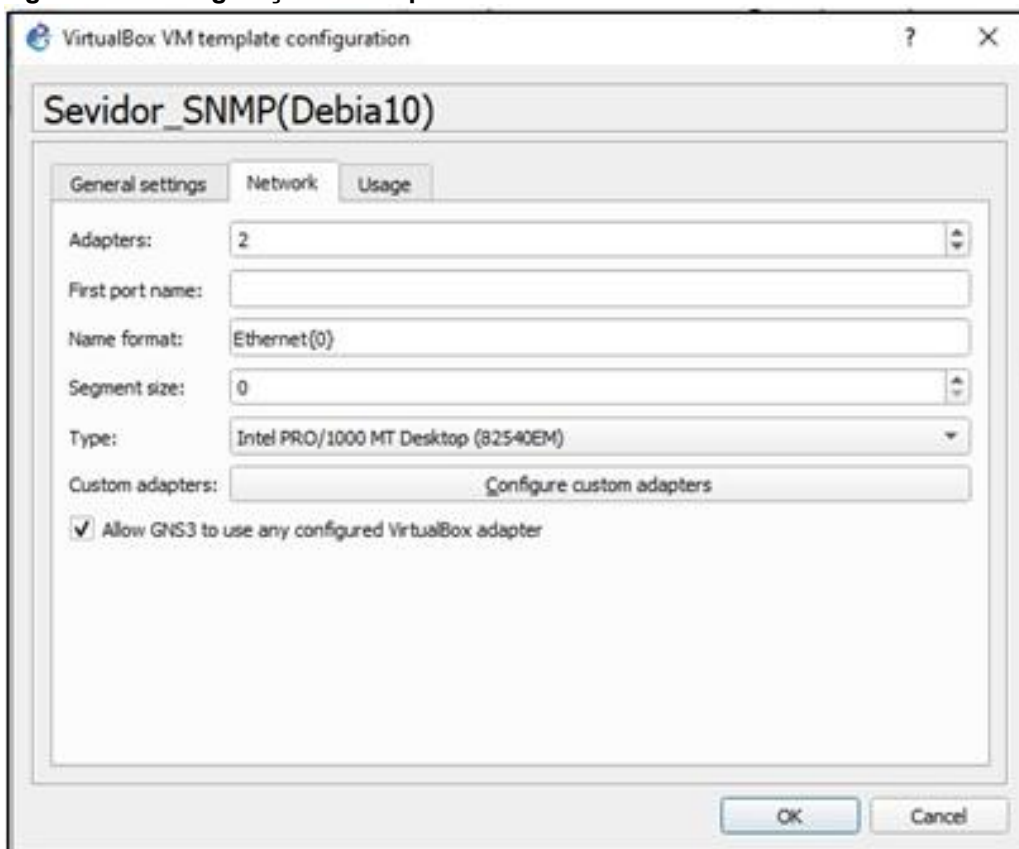 VirtualBox VM template configuration
? ×
Sevidor_SNMP(Debia10)
General settings Network Usage
Adapters: 2
First port name:
Name format: Ethernet{0}
Segment size: 0
Type: Intel PRO/1000 MT Desktop (82540EM)
Custom adapters: Configure custom adapters
Allow GNS3 to use any configured VirtualBox adapter
OK Cancel